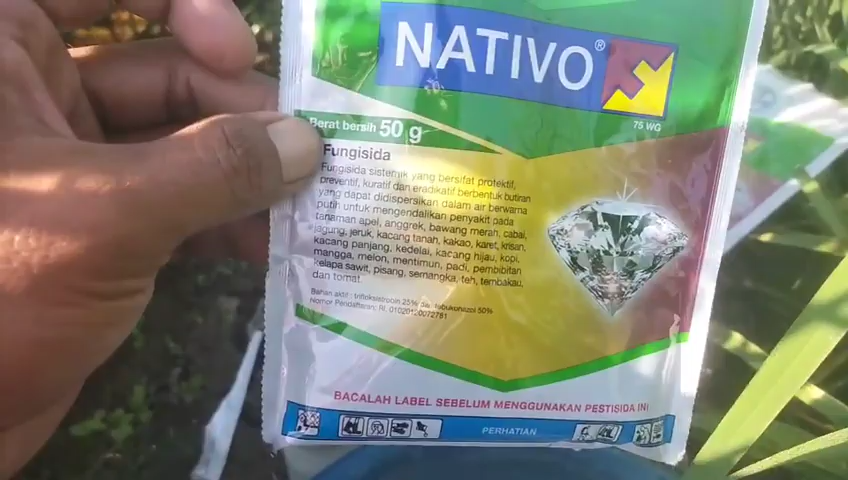 NATIVO®
75 WG
Berat bersih 50 g
Fungisida
Fungisida sistemik yang bersifat protektif,
preventif, kuratif dan eradikatif berbentuk butiran
yang dapat didispersikan dalam air berwarna
putih untuk mengendalikan penyakit pada
tanaman apel, anggrek, bawang merah, cabai,
jagung, jeruk, kacang tanah, kakao, karet, krisan,
kacang panjang, kedelai, kacang hijau, kopi,
mangga, melon, mentimun, padi, pembibitan
kelapa sawit, pisang, semangka, teh, tembakau,
dan tomat.
Bahan aktif : trifloksistrobin 25% dan tebukonazol 50%
Nomor Pendaftaran: RI.
BACALAH LABEL SEBELUM MENGGUNAKAN PESTISIDA INI
PERHATIAN